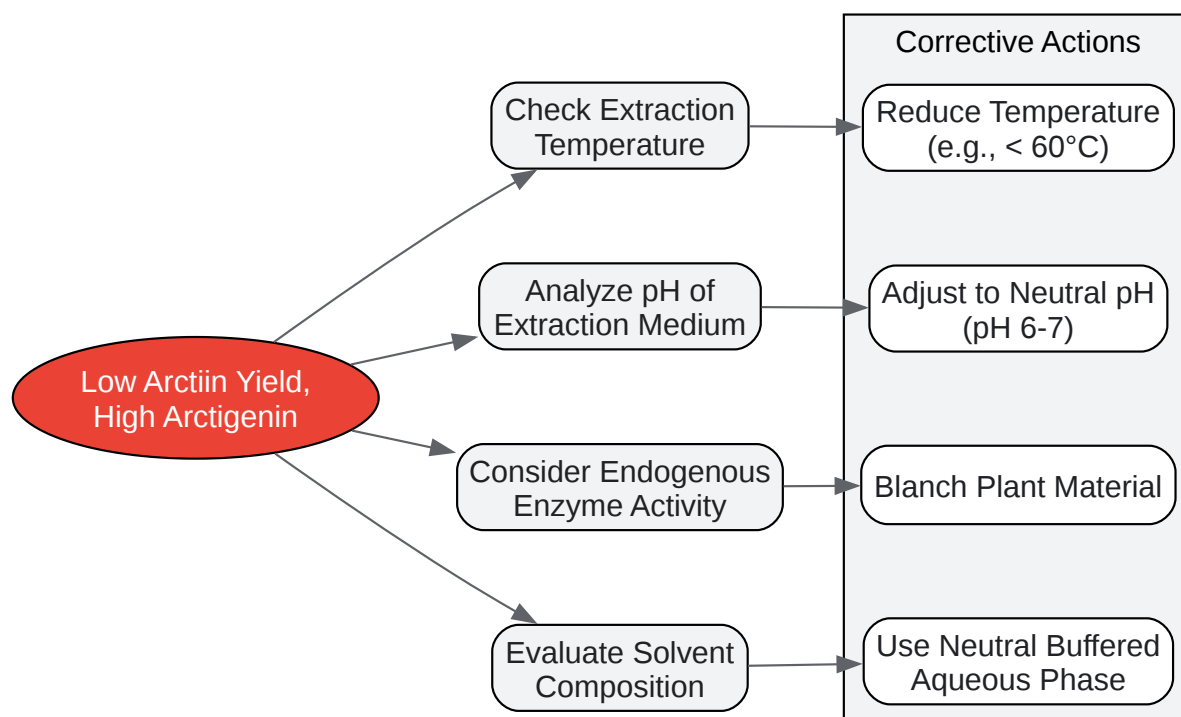 Corrective Actions
Check Extraction
Temperature
Reduce Temperature
(e.g., < 60°C)
Analyze pH of
Extraction Medium
Adjust to Neutral pH
(pH 6-7)
Low Arctiin Yield,
High Arctigenin
Consider Endogenous
Enzyme Activity
Blanch Plant Material
Evaluate Solvent
Composition
Use Neutral Buffered
Aqueous Phase